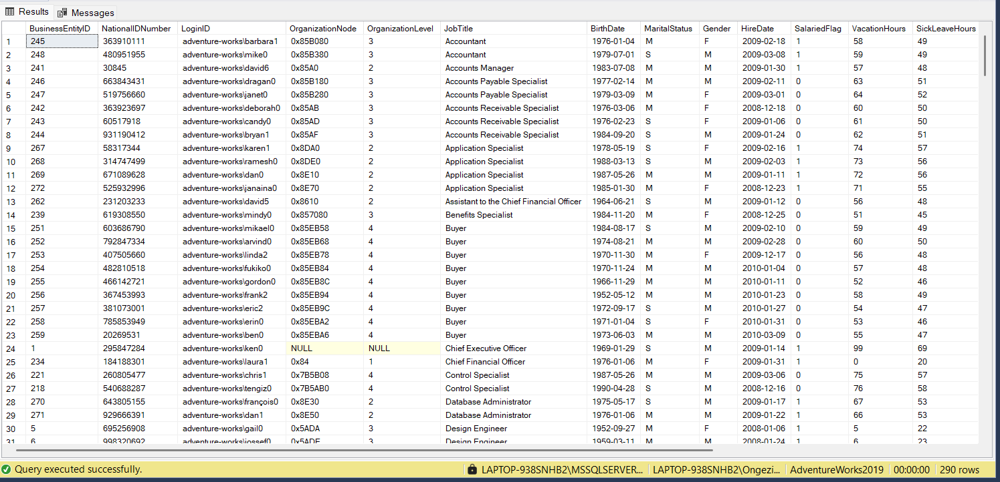 Results Messages
BusinessEntityID NationalIDNumber LoginID OrganizationNode OrganizationLevel JobTitle BirthDate MaritalStatus Gender HireDate SalariedFlag VacationHours SickLeaveHours
1 245 363910111 adventure-works\barbara1 0x85B080 3 Accountant 1976-01-04 M F 2009-02-18 1 58 49
2 248 480951955 adventure-works\mike0 0x85B380 3 Accountant 1979-07-01 S M 2009-03-08 1 59 49
3 241 30845 adventure-works\david6 0x85A0 2 Accounts Manager 1983-07-08 M M 2009-01-30 1 57 48
4 246 663843431 adventure-works\dragan0 0x85B180 3 Accounts Payable Specialist 1977-02-14 M M 2009-02-11 0 63 51
5 247 519756660 adventure-works\janet0 0x85B280 3 Accounts Payable Specialist 1979-03-09 M F 2009-03-01 0 64 52
6 242 363923697 adventure-works\deborah0 0x85AB 3 Accounts Receivable Specialist 1976-03-06 M F 2008-12-18 0 60 50
7 243 60517918 adventure-works\candy0 0x85AD 3 Accounts Receivable Specialist 1976-02-23 S F 2009-01-06 0 61 50
8 244 931190412 adventure-works\bryan1 0x85AF 3 Accounts Receivable Specialist 1984-09-20 S M 2009-01-24 0 62 51
9 267 58317344 adventure-works\karen1 0x8DA0 2 Application Specialist 1978-05-19 S F 2009-02-16 1 74 57
10 268 314747499 adventure-works\ramesh0 0x8DE0 2 Application Specialist 1988-03-13 S M 2009-02-03 1 73 56
11 269 671089628 adventure-works\dan0 0x8E10 2 Application Specialist 1987-05-26 M M 2009-01-11 1 72 56
12 272 525932996 adventure-works\janaina0 0x8E70 2 Application Specialist 1985-01-30 M F 2008-12-23 1 71 55
13 262 231203233 adventure-works\david5 0x8610 2 Assistant to the Chief Financial Officer 1964-06-21 S M 2009-01-12 0 56 48
14 239 619308550 adventure-works\mindy0 0x857080 3 Benefits Specialist 1984-11-20 M F 2008-12-25 0 51 45
15 251 603686790 adventure-works\mikael0 0x85EB58 4 Buyer 1984-08-17 S M 2009-02-10 0 59 49
16 252 792847334 adventure-works\arvind0 0x85EB68 4 Buyer 1974-08-21 M M 2009-02-28 0 60 50
17 253 407505660 adventure-works\linda2 0x85EB78 4 Buyer 1970-11-30 M F 2009-12-17 0 56 48
18 254 482810518 adventure-works\fukiko0 0x85EB84 4 Buyer 1970-11-24 M M 2010-01-04 0 57 48
19 255 466142721 adventure-works\gordon0 0x85EB8C 4 Buyer 1966-11-29 M M 2010-01-11 0 52 46
20 256 367453993 adventure-works\frank2 0x85EB94 4 Buyer 1952-05-12 M M 2010-01-23 0 58 49
21 257 381073001 adventure-works\eric2 0x85EB9C 4 Buyer 1972-09-17 S M 2010-01-27 0 54 47
22 258 785853949 adventure-works\erin0 0x85EBA2 4 Buyer 1971-01-04 S F 2010-01-31 0 53 46
23 259 20269531 adventure-works\ben0 0x85EBA6 4 Buyer 1973-06-03 M M 2010-03-09 0 55 47
24 1 295847284 adventure-works\ken0 NULL NULL Chief Executive Officer 1969-01-29 S M 2009-01-14 1 99 69
25 234 184188301 adventure-works\laura1 0x84 1 Chief Financial Officer 1976-01-06 M F 2009-01-31 1 0 20
26 221 260805477 adventure-works\chris1 0x7B5B08 4 Control Specialist 1987-05-26 M M 2009-03-06 0 75 57
27 218 540688287 adventure-works\tengiz0 0x7B5AB0 4 Control Specialist 1990-04-28 S M 2008-12-16 0 76 58
28 270 643805155 adventure-works\françois0 0x8E30 2 Database Administrator 1975-05-17 S M 2009-01-17 1 67 53
29 271 929666391 adventure-works\dan1 0x8E50 2 Database Administrator 1976-01-06 M M 2009-01-22 1 66 53
30 5 695256908 adventure-works\gail0 0x5ADA 3 Design Engineer 1952-09-27 M F 2008-01-06 1 5 22
31 6 998320692 adventure-works\jossef0 0x5ADE 3 Design Engineer 1959-03-11 M M 2008-01-24 1 6 23
Query executed successfully. LAPTOP-938SNHB2\MSSQLSERVER... LAPTOP-938SNHB2\Ongezi... AdventureWorks2019 00:00:00 290 rows